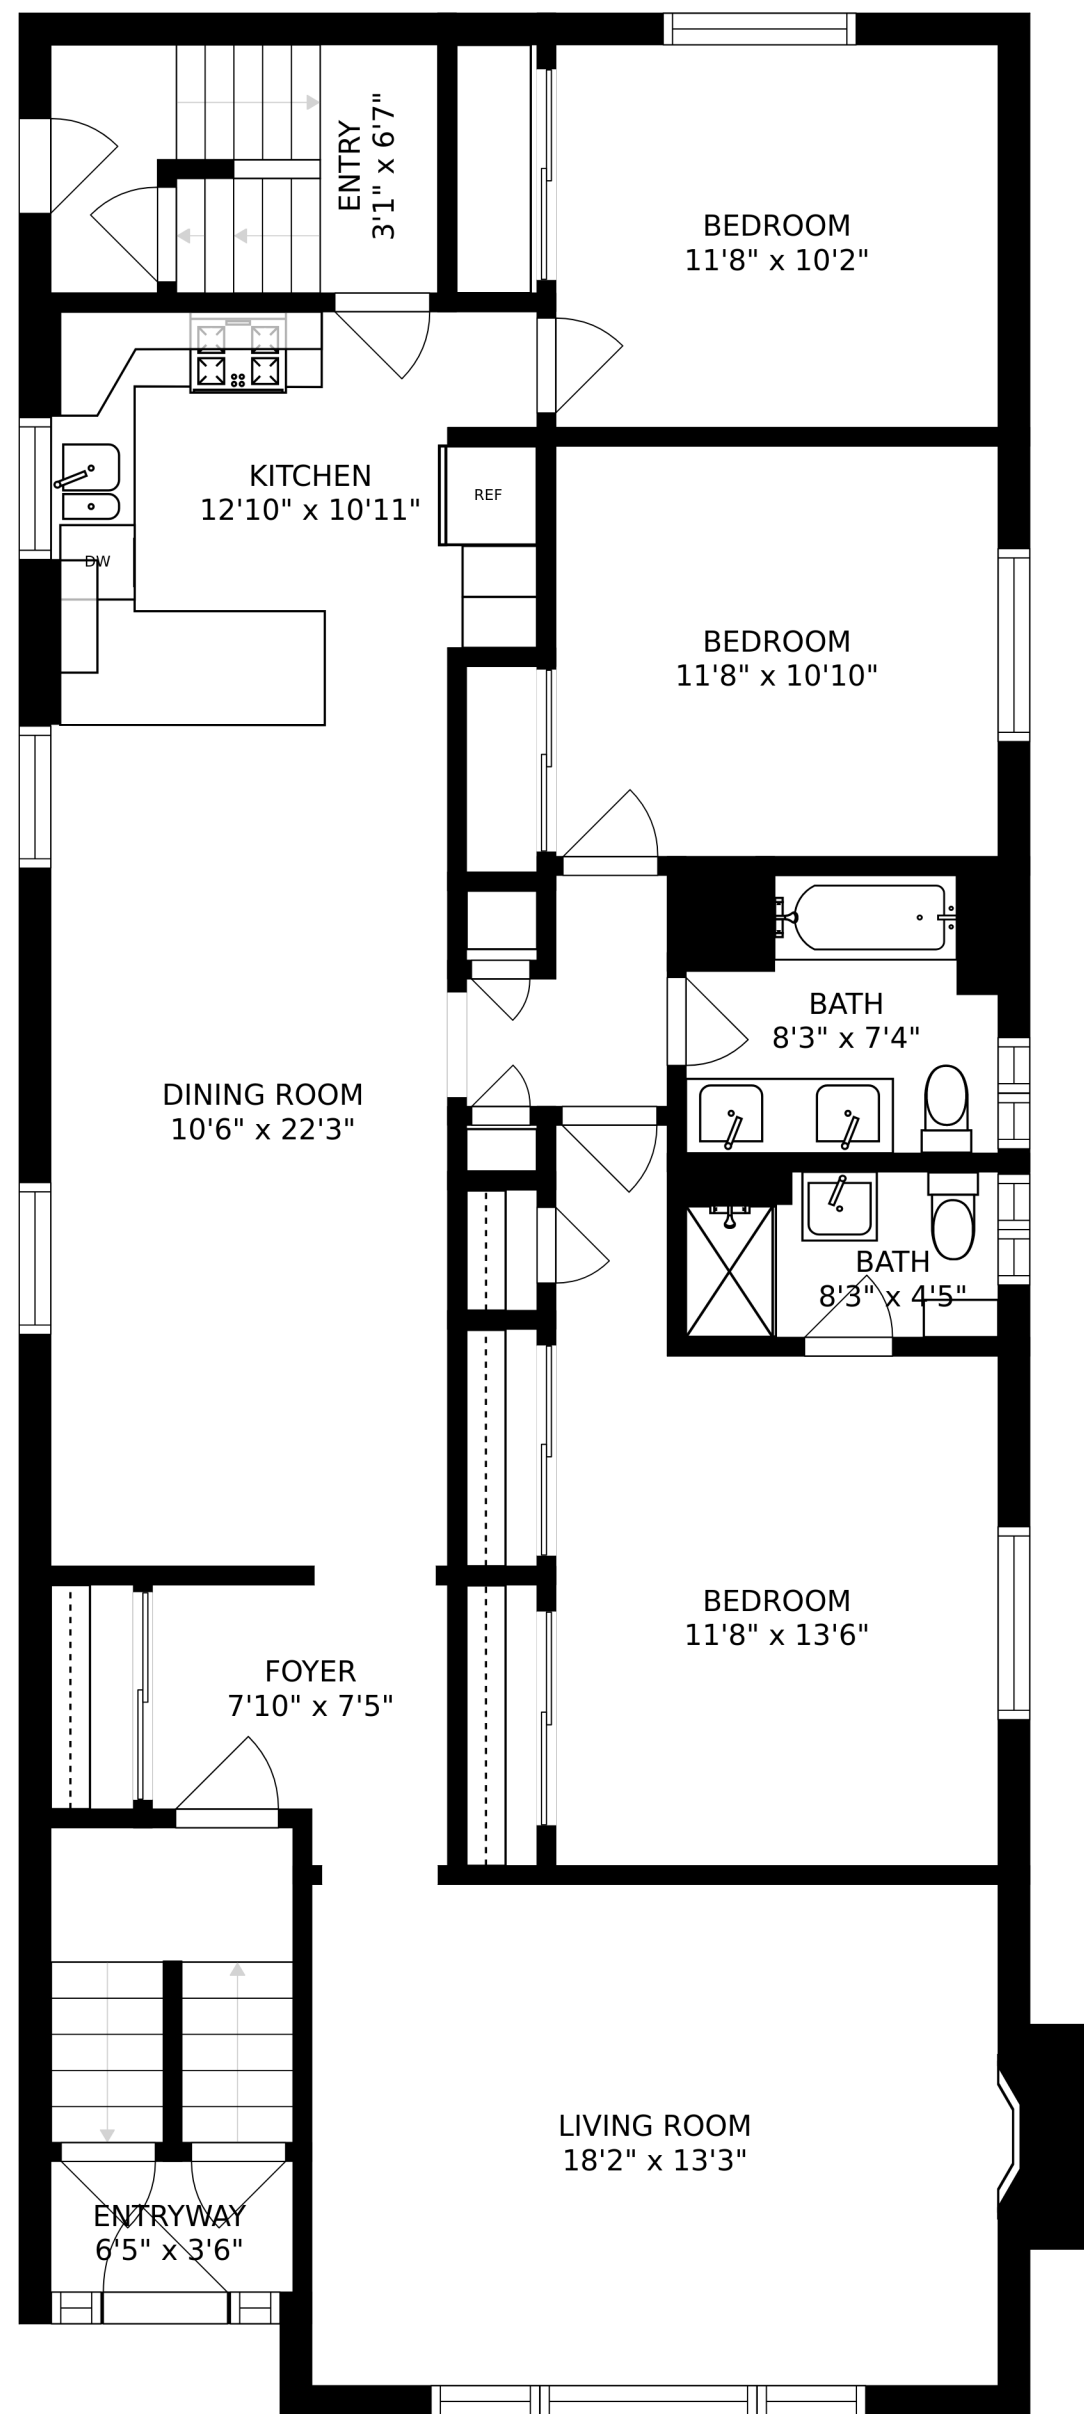 ENTRY
3'1" x 6'7"
BEDROOM
11'8" x 10'2"
KITCHEN
12'10" x 10'11"
REF
DW
BEDROOM
11'8" x 10'10"
BATH
8'3" x 7'4"
DINING ROOM
10'6" x 22'3"
BATH
8'3" x 4'5"
BEDROOM
11'8" x 13'6"
FOYER
7'10" x 7'5"
LIVING ROOM
18'2" x 13'3"
ENTRYWAY
6'5" x 3'6"